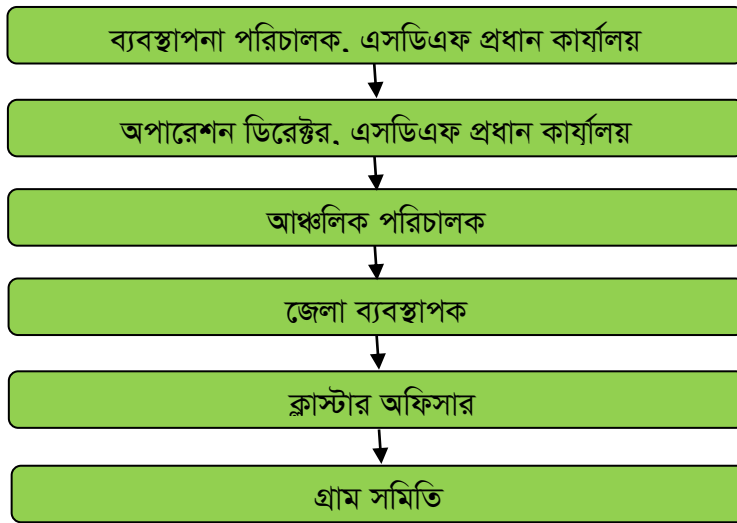 ব্যবস্থাপনা পরিচালক, এসডিএফ প্রধান কার্যালয়
অপারেশন ডিরেক্টর, এসডিএফ প্রধান কার্যালয়
আঞ্চলিক পরিচালক
জেলা ব্যবস্থাপক
ক্লাস্টার অফিসার
গ্রাম সমিতি